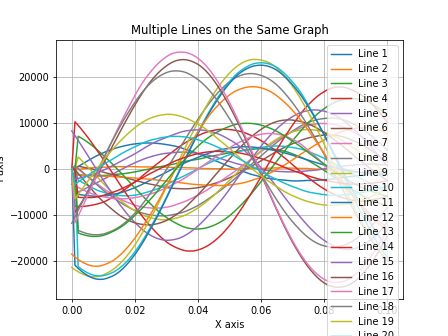 Multiple Lines on the Same Graph
20000
10000
0
−10000
−20000
0.00
0.02
0.04
0.06
X axis
Line 1
Line 2
Line 3
Line 4
Line 5
Line 6
Line 7
Line 8
Line 9
Line 10
Line 11
Line 12
Line 13
Line 14
Line 15
Line 16
Line 17
Line 18
Line 19